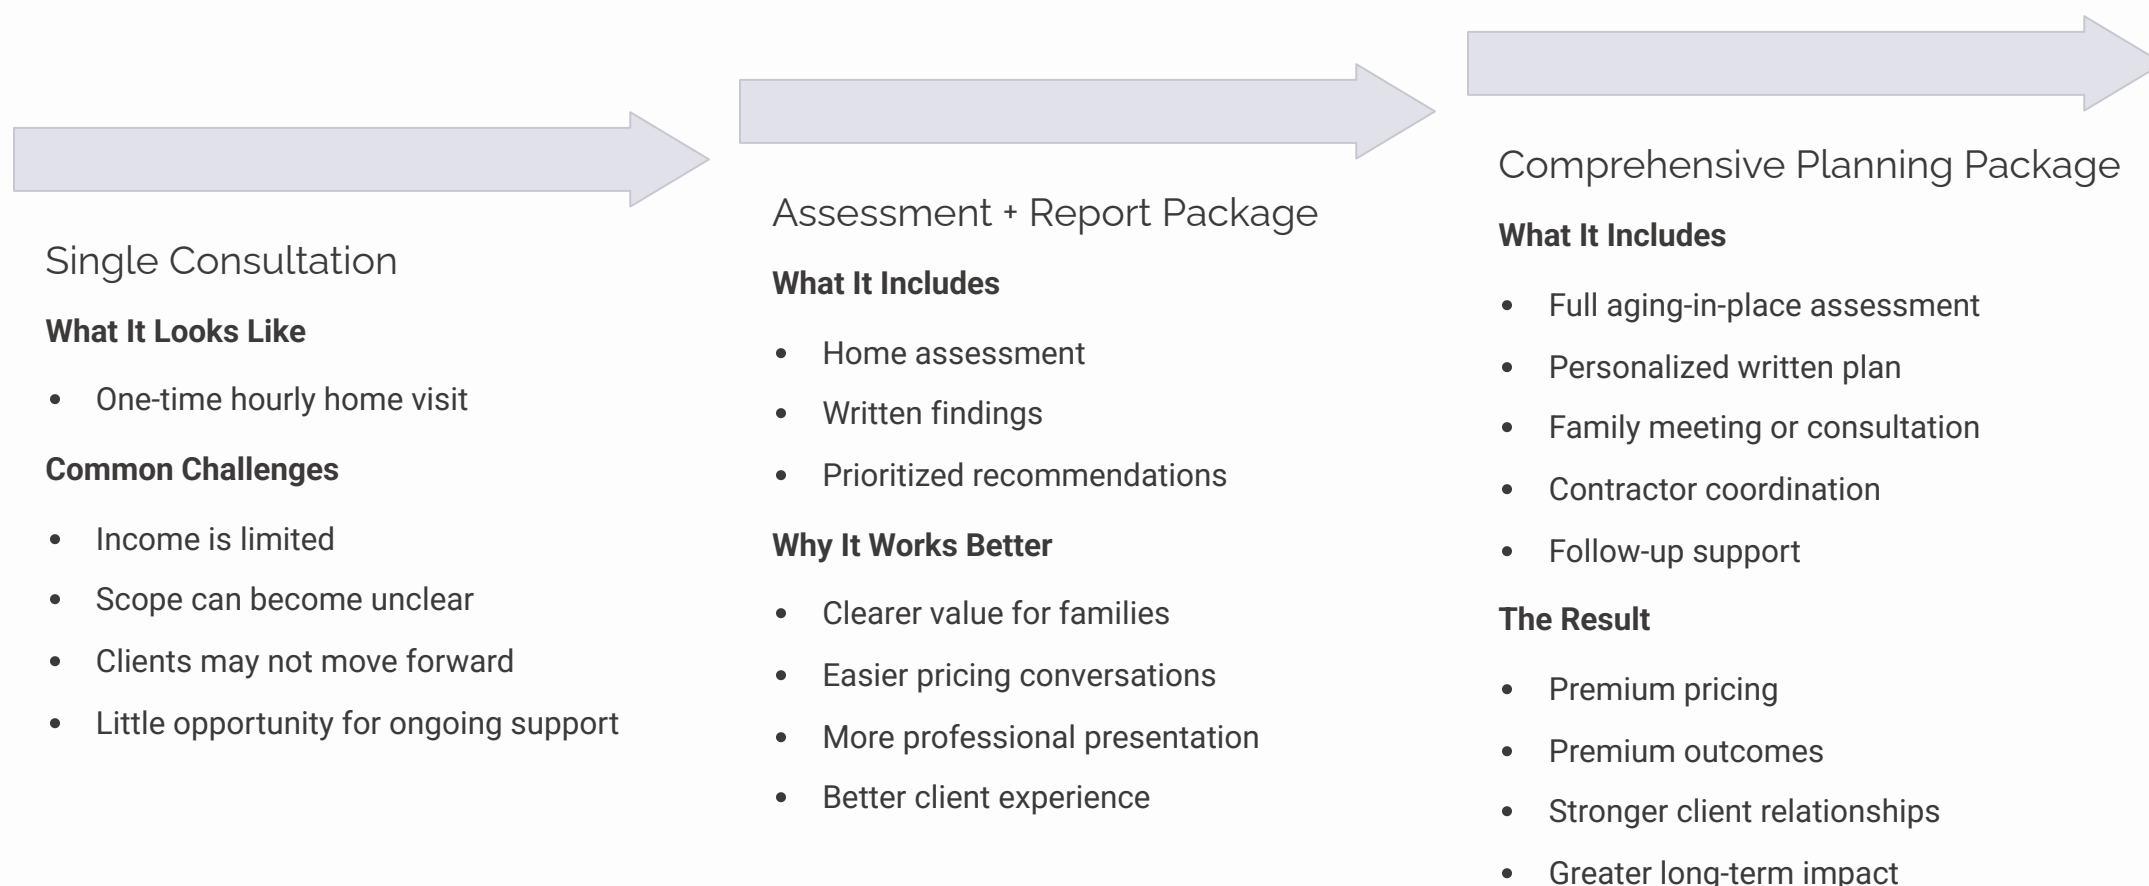 Single Consultation
What It Looks Like
• One-time hourly home visit
Common Challenges
• Income is limited
• Scope can become unclear
• Clients may not move forward
• Little opportunity for ongoing support
Assessment + Report Package
What It Includes
• Home assessment
• Written findings
• Prioritized recommendations
Why It Works Better
• Clearer value for families
• Easier pricing conversations
• More professional presentation
• Better client experience
Comprehensive Planning Package
What It Includes
• Full aging-in-place assessment
• Personalized written plan
• Family meeting or consultation
• Contractor coordination
• Follow-up support
The Result
• Premium pricing
• Premium outcomes
• Stronger client relationships
• Greater long-term impact